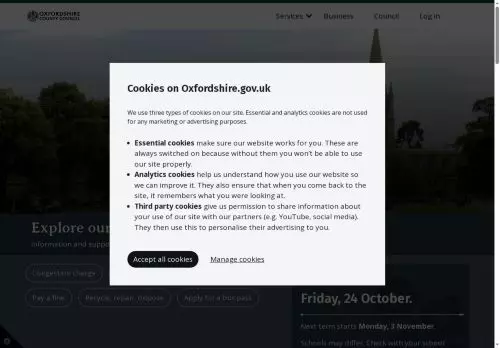 OXFORDSHIRE
COUNTY COUNCIL
Services
Business
Council
Log in
Cookies on Oxfordshire.gov.uk
We use three types of cookies on our site. Essential and analytics cookies are not used
for any marketing or advertising purposes.
Essential cookies make sure our website works for you. These are
always switched on because without them you won't be able to use
our site properly.
Analytics cookies help us understand how you use our website so
we can improve it. They also ensure that when you come back to the
site, it remembers what you were looking at.
Third party cookies give us permission to share information about
your use of our site with our partners (e.g. YouTube, social media).
They then use this to personalise their advertising to you.
Accept all cookies
Manage cookies
Explore our
Information and suppo
Congestion charge
Pay a fine
Recycle, repair, dispose
Apply for a bus pass
Friday, 24 October.
Next term starts Monday, 3 November.
Schools may differ. Check with your school